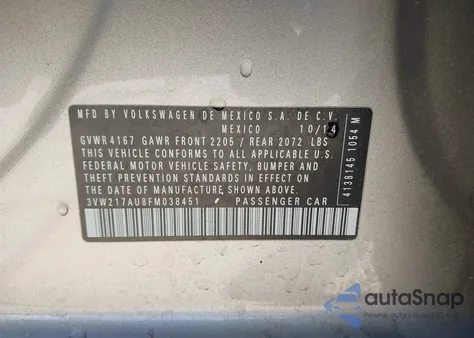 MFD BY VOLKSWAGEN DE MEXICO S.A. DE C.V.
MEXICO 10/14
GVWR4167 GAWR FRONT 2205 / REAR 2072 LBS
THIS VEHICLE CONFORMS TO ALL APPLICABLE U.S.
FEDERAL MOTOR VEHICLE SAFETY, BUMPER AND
THEFT PREVENTION STANDARDS IN EFFECT ON THE
DATE OF MANUFACTURE SHOWN ABOVE.
3VW217AU8FM038451 PASSENGER CAR
4138145 1054 M
autoSnap